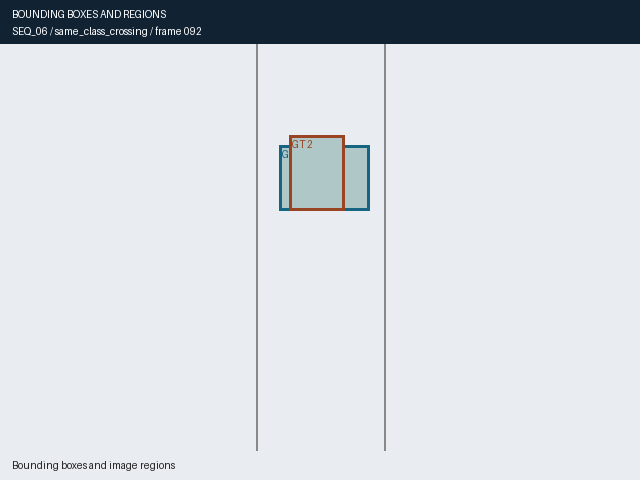 BOUNDING BOXES AND REGIONS
SEQ_06 / same_class_crossing / frame 092
GT2
G
Bounding boxes and image regions